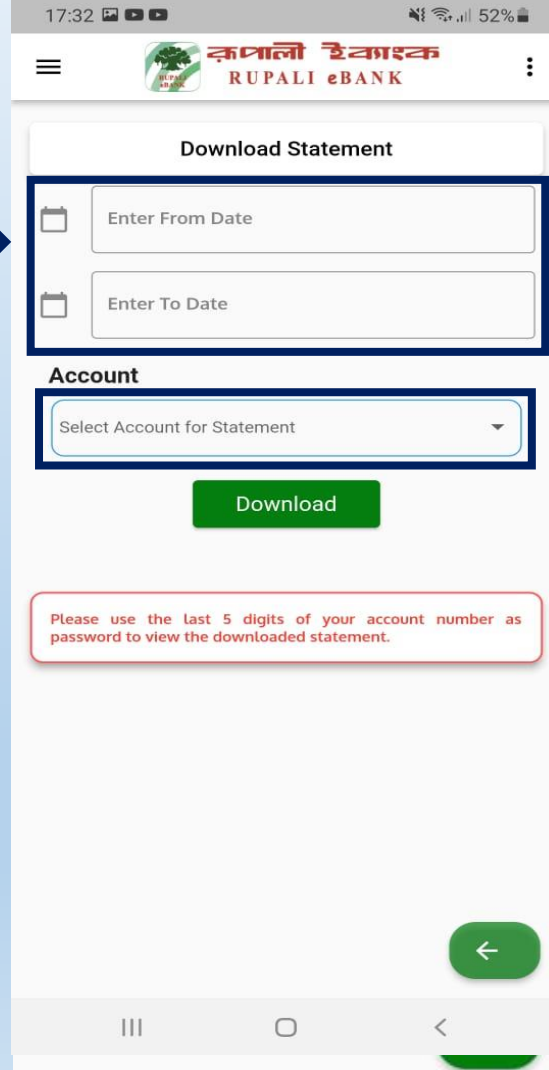 17:32
52%
রূপালী ইব্যাংক
RUPALI eBANK
Download Statement
Enter From Date
Enter To Date
Account
Select Account for Statement
Download
Please use the last 5 digits of your account number as
password to view the downloaded statement.